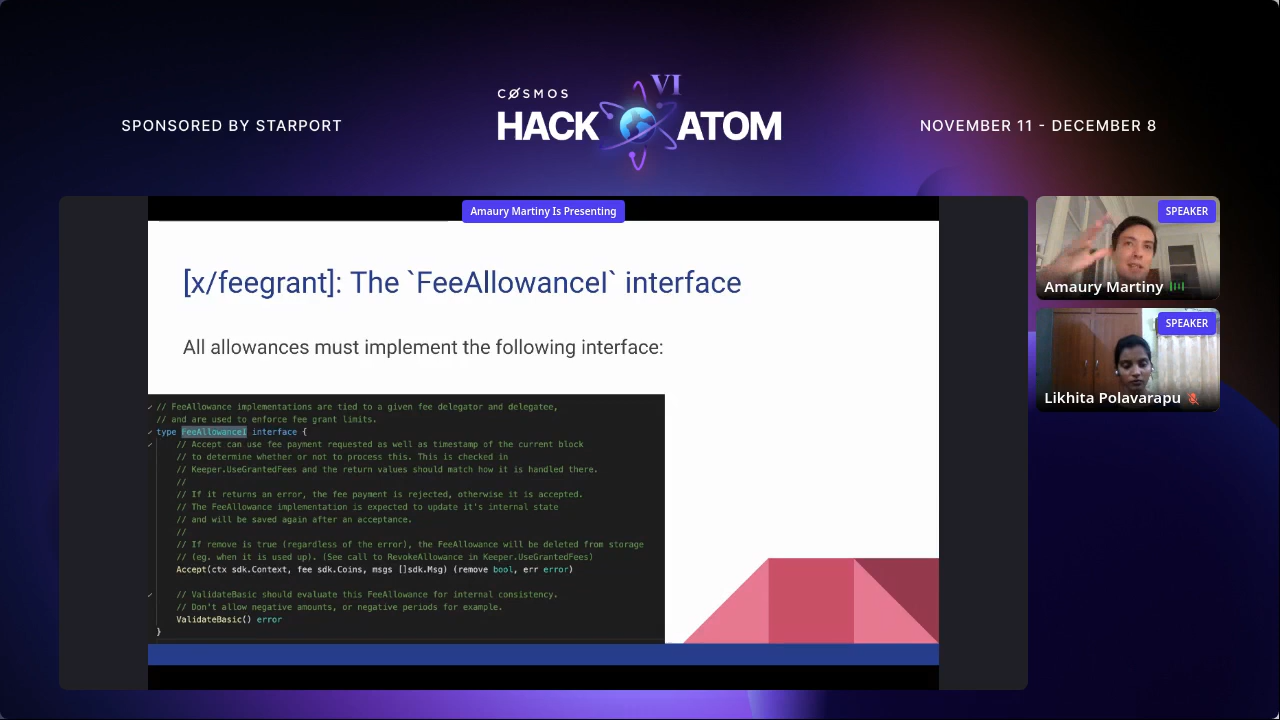 CØSMOS
VI
HACK ATOM
SPONSORED BY STARPORT
NOVEMBER 11 - DECEMBER 8
Amaury Martiny Is Presenting
[x/feegrant]: The `FeeAllowanceI` interface
All allowances must implement the following interface:
// FeeAllowance implementations are tied to a given fee delegator and delegatee,
// and are used to enforce fee grant limits.
type FeeAllowanceI interface {
// Accept can use fee payment requested as well as timestamp of the current block
// to determine whether or not to process this. This is checked in
// Keeper.UseGrantedFees and the return values should match how it is handled there.
//
// If it returns an error, the fee payment is rejected, otherwise it is accepted.
// The FeeAllowance implementation is expected to update it's internal state
// and will be saved again after an acceptance.
//
// If remove is true (regardless of the error), the FeeAllowance will be deleted from storage
// (eg. when it is used up). (See call to RevokeAllowance in Keeper.UseGrantedFees)
Accept(ctx sdk.Context, fee sdk.Coins, msgs []sdk.Msg) (remove bool, err error)
// ValidateBasic should evaluate this FeeAllowance for internal consistency.
// Don't allow negative amounts, or negative periods for example.
ValidateBasic() error
}
SPEAKER
Amaury Martiny
SPEAKER
Likhita Polavarapu